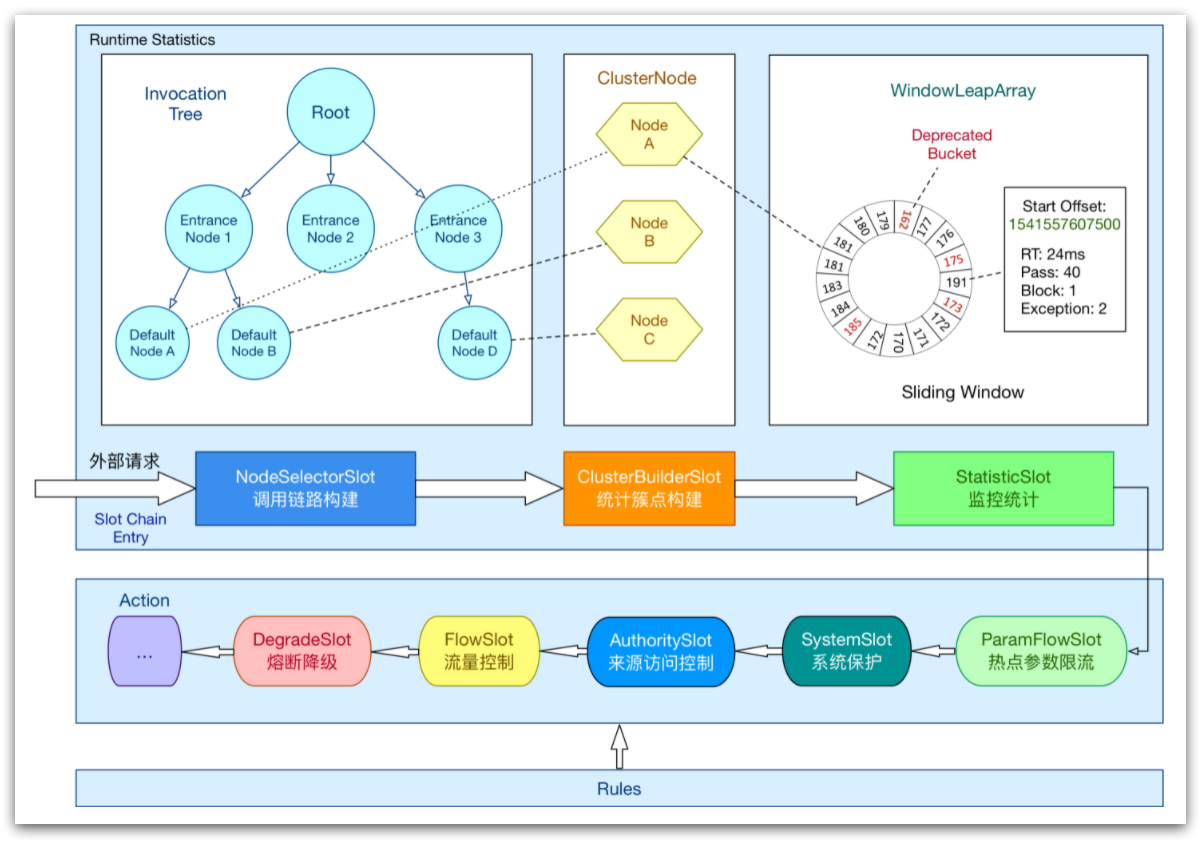 Runtime Statistics
Invocation
Tree
Root
Entrance
Node 1
Entrance
Node 2
Entrance
Node 3
Default
Node A
Default
Node B
Default
Node D
ClusterNode
Node
A
Node
B
Node
C
WindowLeapArray
Deprecated
Bucket
162
177
176
175
191
173
172
171
170
172
185
184
183
181
181
180
179
Start Offset:
1541557607500
RT: 24ms
Pass: 40
Block: 1
Exception: 2
Sliding Window
外部请求
Slot Chain
Entry
NodeSelectorSlot
调用链路构建
ClusterBuilderSlot
统计簇点构建
StatisticSlot
监控统计
Action
...
DegradeSlot
熔断降级
FlowSlot
流量控制
AuthoritySlot
来源访问控制
SystemSlot
系统保护
ParamFlowSlot
热点参数限流
Rules